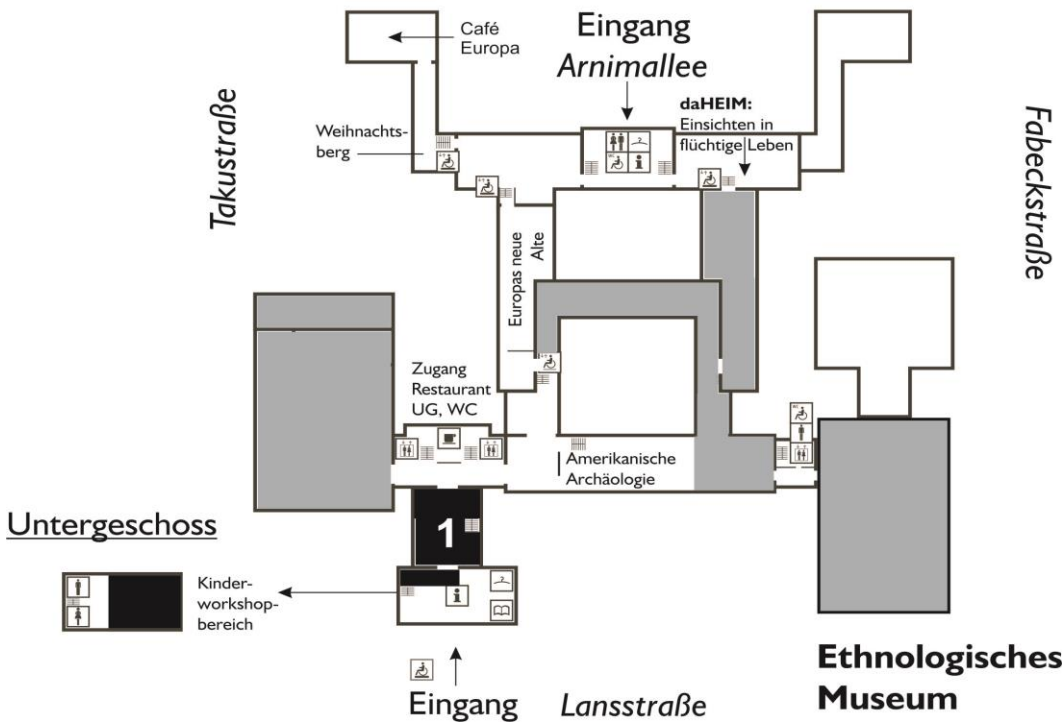 Café
Europa
Eingang
Arnimallee
daHEIM:
Einsichten in
flüchtige Leben
Weihnachts-
berg
Takustraße
Fabeckstraße
Europas neue
Alte
Zugang
Restaurant
UG, WC
Amerikanische
Archäologie
1
Untergeschoss
Kinder-
workshop-
bereich
Eingang
Lansstraße
Ethnologisches
Museum